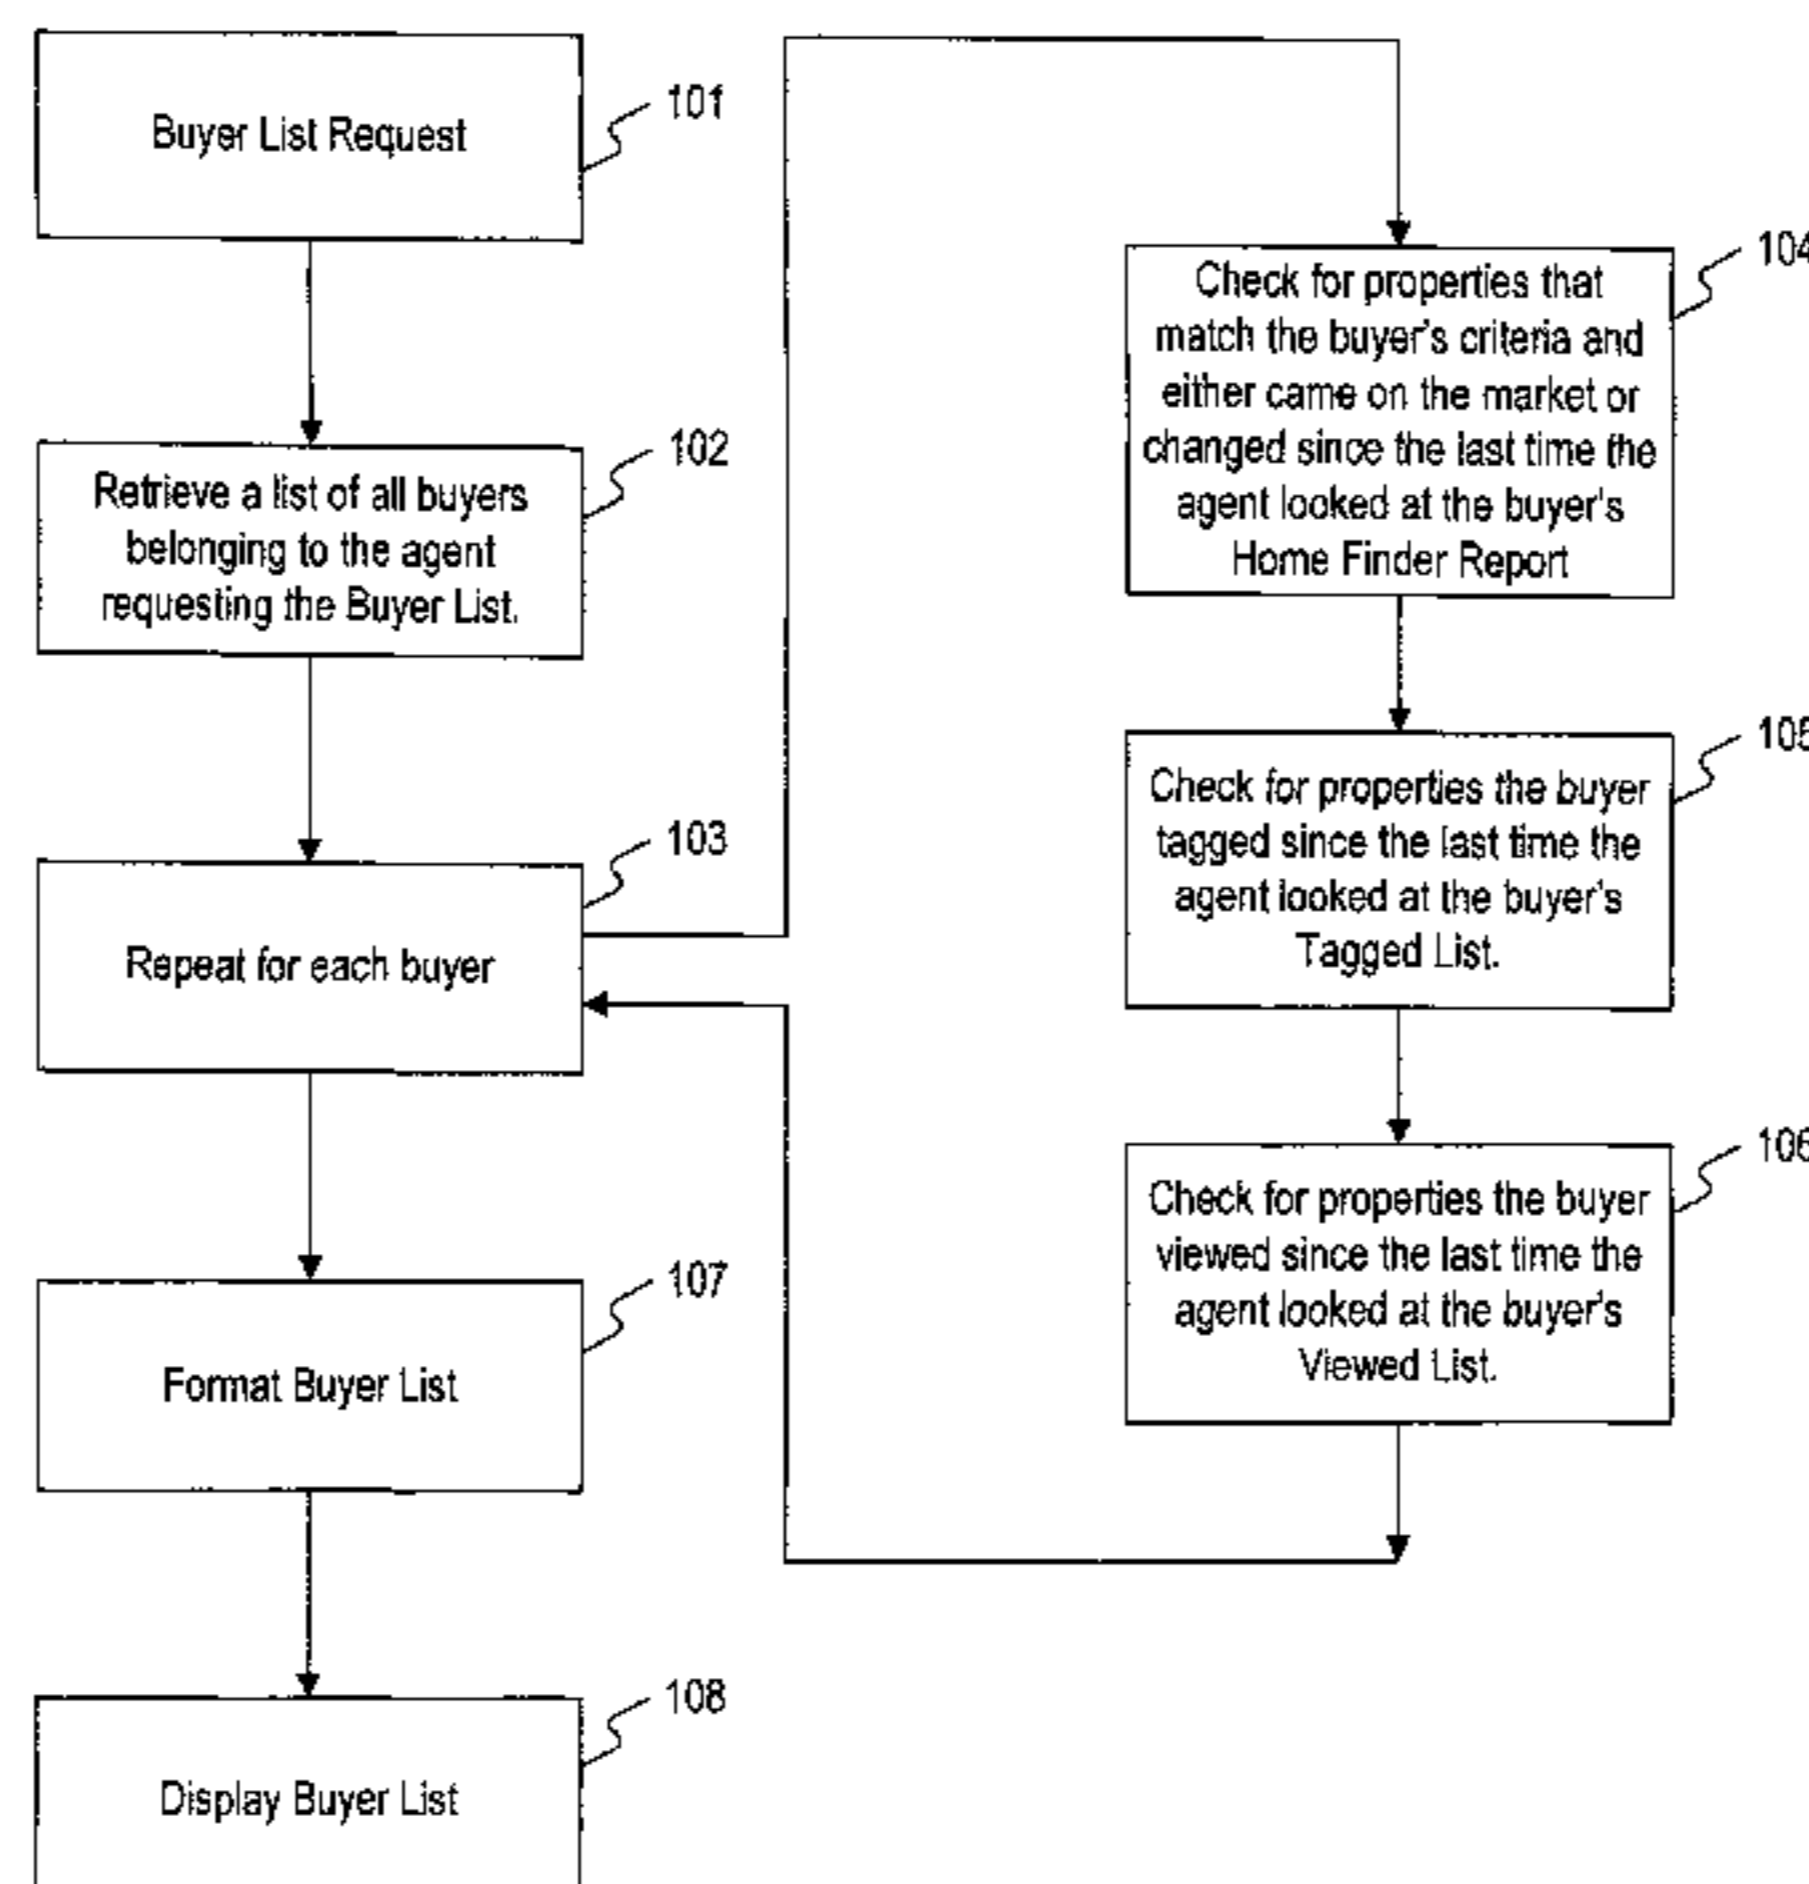 Buyer List Request
101
Retrieve a list of all buyers
belonging to the agent
requesting the Buyer List.
102
Repeat for each buyer
103
Check for properties that
match the buyer's criteria and
either came on the market or
changed since the last time the
agent looked at the buyer's
Home Finder Report
104
Check for properties the buyer
tagged since the last time the
agent looked at the buyer's
Tagged List.
105
Check for properties the buyer
viewed since the last time the
agent looked at the buyer's
Viewed List.
106
Format Buyer List
107
Display Buyer List
108